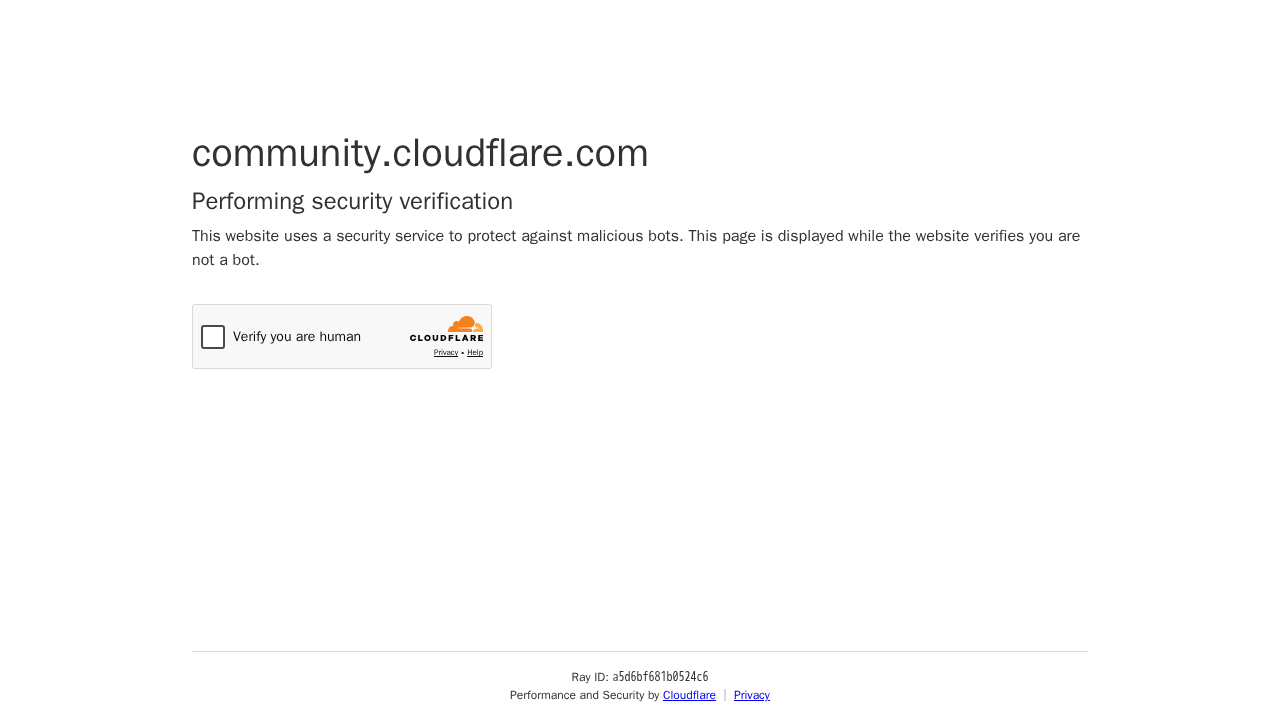 community.cloudflare.com
Performing security verification
This website uses a security service to protect against malicious bots. This page is displayed while the website verifies you are
not a bot.
Verify you are human
CLOUDFLARE
Privacy • Help
Ray ID: a5d6bf681b0524c6
Performance and Security by Cloudflare | Privacy